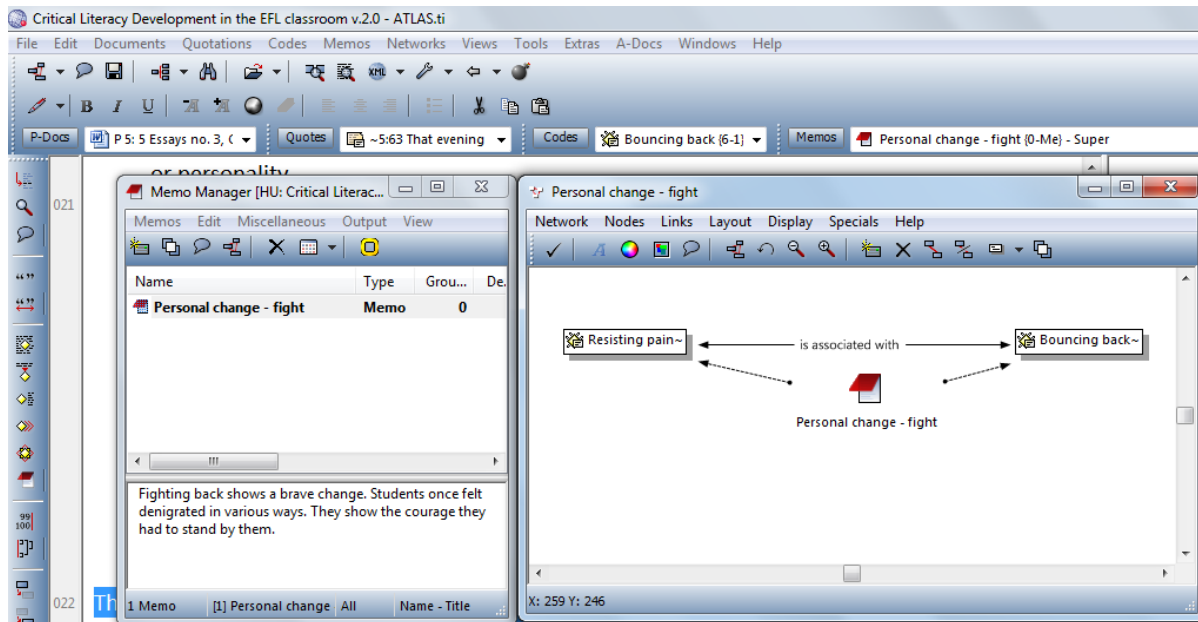 Critical Literacy Development in the EFL classroom v.2.0 - ATLAS.ti
File Edit Documents Quotations Codes Memos Networks Views Tools Extras A-Docs Windows Help
XML
B I U
P-Docs P 5: 5 Essays no. 3, ( Quotes ~5:63 That evening Codes Bouncing back {6-1} Memos Personal change - fight {0-Me} - Super
or personality
021
Memo Manager [HU: Critical Literac...
Memos Edit Miscellaneous Output View
Name Type Grou... De.
Personal change - fight Memo 0
Fighting back shows a brave change. Students once felt
denigrated in various ways. They show the courage they
had to stand by them.
1 Memo [1] Personal change All Name - Title
Personal change - fight
Network Nodes Links Layout Display Specials Help
A
Resisting pain~ is associated with Bouncing back~
Personal change - fight
X: 259 Y: 246
99
100
022 Th